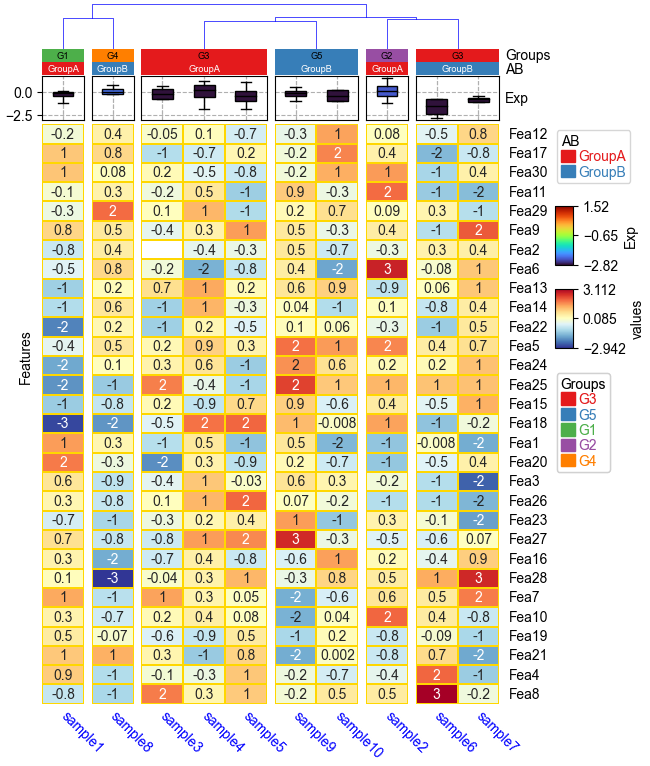 G1 G4 G3 G5 G2 G3 Groups
GroupA GroupB GroupA GroupB GroupA GroupB AB
0.0
−2.5
Exp
-0.2 0.4 -0.05 0.1 -0.7 -0.3 1 0.08 -0.5 0.8 Fea12
1 0.8 -1 -0.7 0.2 -0.2 2 0.4 -2 -0.8 Fea17
1 0.08 0.2 -0.5 -0.8 -0.2 1 1 -1 0.4 Fea30
-0.1 0.3 -0.2 0.5 -1 0.9 -0.3 2 -1 -2 Fea11
-0.3 2 0.1 1 -1 0.2 0.7 0.09 0.3 -1 Fea29
0.8 0.5 -0.4 0.3 1 0.5 -0.3 0.4 -1 2 Fea9
-0.8 0.4 -0.4 -0.3 0.5 -0.7 -0.3 0.3 0.4 Fea2
-0.5 0.8 -0.2 -2 -0.8 0.4 -2 3 -0.08 1 Fea6
-1 0.2 0.7 1 0.2 0.6 0.9 -0.9 0.06 1 Fea13
-1 0.6 -1 1 -0.3 0.04 -1 0.1 -0.8 0.4 Fea14
-2 0.2 -1 0.2 -0.5 0.1 0.06 -0.3 -1 0.5 Fea22
-0.4 0.5 0.2 0.9 0.3 2 1 2 0.4 0.7 Fea5
-2 0.1 0.3 0.6 -1 2 0.6 0.2 0.2 1 Fea24
-2 -1 2 -0.4 -1 2 1 1 1 1 Fea25
-1 -0.8 0.2 -0.9 0.7 0.9 -0.6 0.4 -0.5 1 Fea15
-3 -2 -0.5 2 2 1 -0.008 1 -1 -0.2 Fea18
1 0.3 -1 0.5 -1 0.5 -2 -1 -0.008 -2 Fea1
2 -0.3 -2 0.3 -0.9 0.2 -0.7 -1 -0.5 0.4 Fea20
0.6 -0.9 -0.4 1 -0.03 0.6 0.3 -0.2 -1 -2 Fea3
0.3 -0.8 0.1 1 2 0.07 -0.2 -1 -1 -2 Fea26
-0.7 -1 -0.3 0.2 0.4 1 -1 0.3 -0.1 -2 Fea23
0.7 -0.8 -0.8 1 2 3 -0.3 -0.5 -0.6 0.07 Fea27
0.3 -2 -0.7 0.4 -0.8 -0.6 1 0.2 -0.4 0.9 Fea16
0.1 -3 -0.04 0.3 1 -0.3 0.8 0.5 1 3 Fea28
1 -1 1 0.3 0.05 -2 -0.6 0.6 0.5 2 Fea7
0.3 -0.7 0.2 0.4 0.08 -2 0.04 2 0.4 -0.8 Fea10
0.5 -0.07 -0.6 -0.9 0.5 -1 0.2 -0.8 -0.09 -1 Fea19
1 1 0.3 -1 0.8 -2 0.002 -0.8 0.7 -2 Fea21
0.9 -1 -0.1 -0.3 1 -0.2 -0.7 -0.4 2 -1 Fea4
-0.8 -1 2 0.3 1 -0.2 0.5 0.5 3 -0.2 Fea8
Features
sample1 sample8 sample3 sample4 sample5 sample9 sample10 sample2 sample6 sample7
AB
GroupA
GroupB
1.52
-0.65
-2.82
Exp
3.112
0.085
-2.942
values
Groups
G3
G5
G1
G2
G4